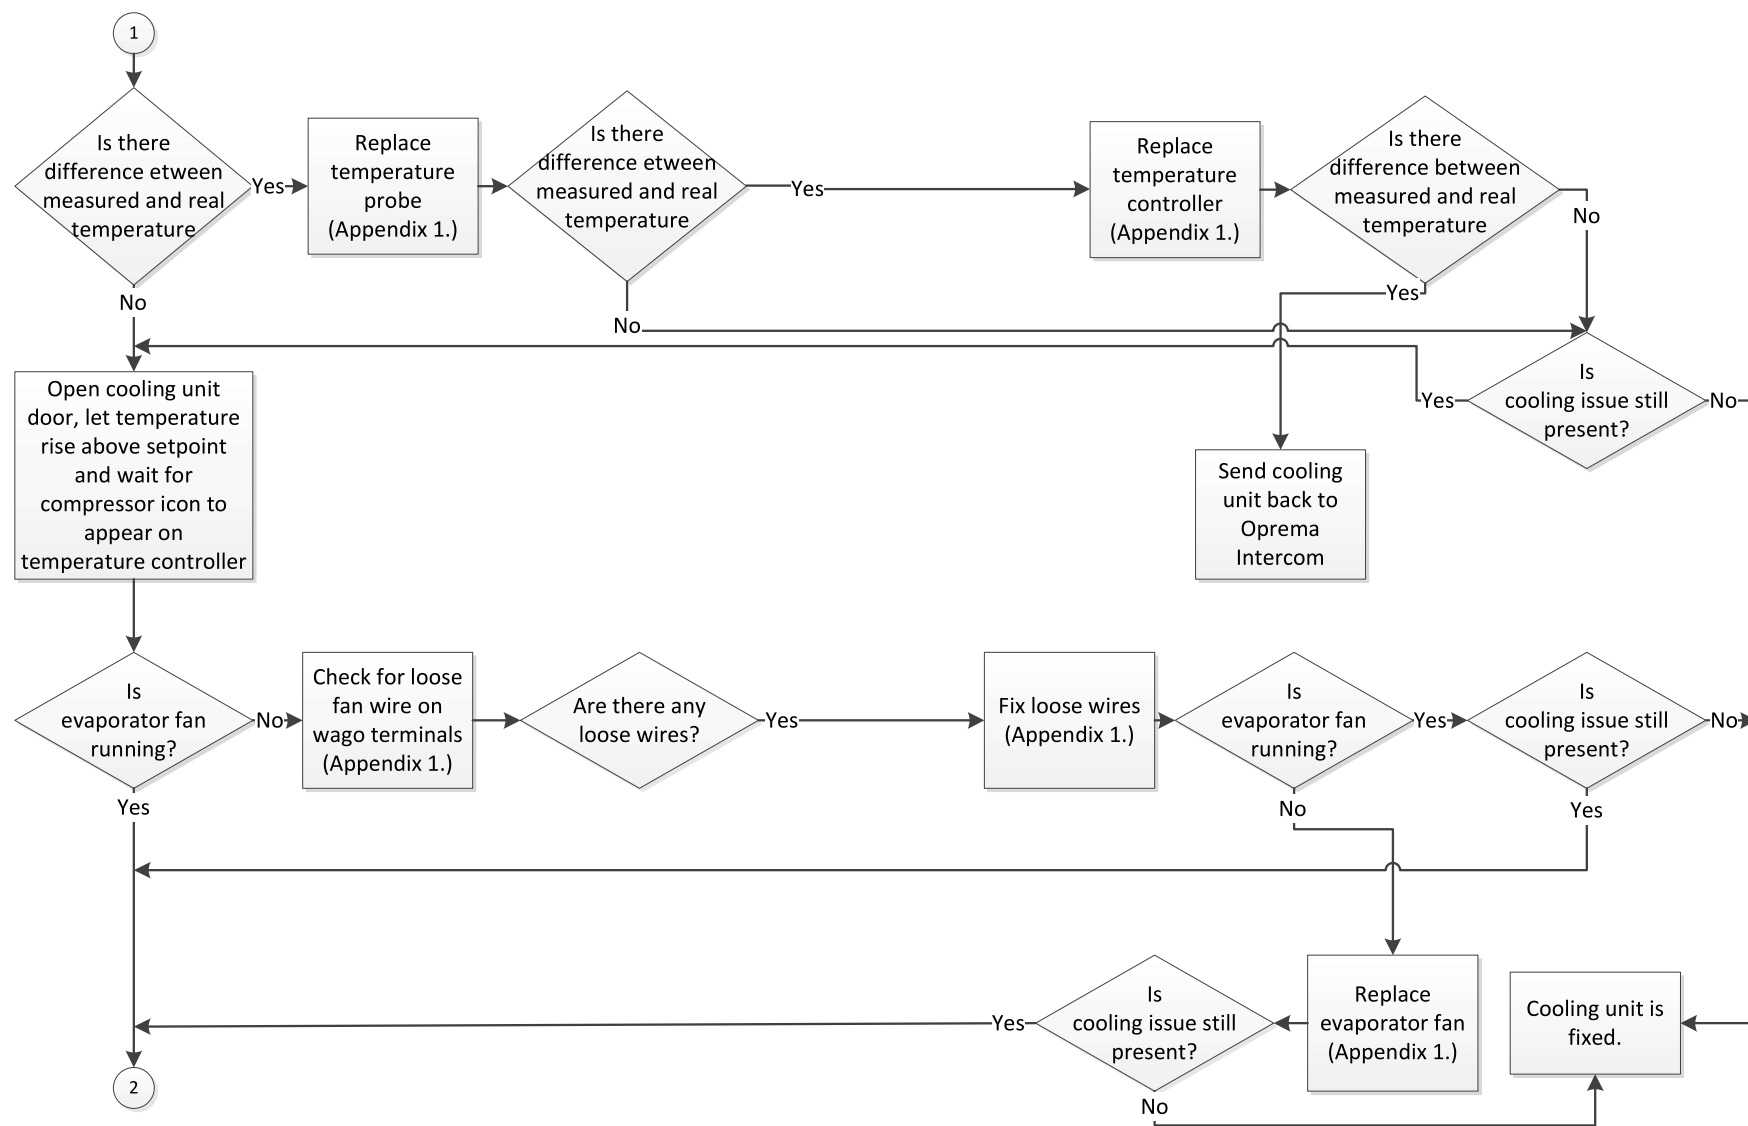 1
Is there
difference etween
measured and real
temperature
Yes
Replace
temperature
probe
(Appendix 1.)
Is there
difference etween
measured and real
temperature
Yes
Replace
temperature
controller
(Appendix 1.)
Is there
difference between
measured and real
temperature
No
Yes
No
No
Is
cooling issue still
present?
Yes
No
Open cooling unit
door, let temperature
rise above setpoint
and wait for
compressor icon to
appear on
temperature controller
Send cooling
unit back to
Oprema
Intercom
Is
evaporator fan
running?
No
Check for loose
fan wire on
wago terminals
(Appendix 1.)
Are there any
loose wires?
Yes
Fix loose wires
(Appendix 1.)
Is
evaporator fan
running?
Yes
Is
cooling issue still
present?
No
Yes
No
Yes
Yes
Is
cooling issue still
present?
Replace
evaporator fan
(Appendix 1.)
Cooling unit is
fixed.
2
No